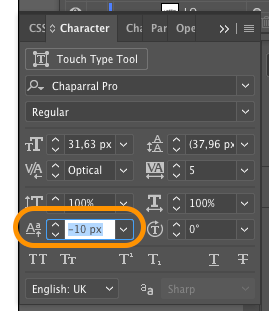 CSS Character Cha Par Ope
Touch Type Tool
Chaparral Pro
Regular
31,63 px (37,96 px
Optical 5
100% 100%
-10 px 0°
TT Tт T¹ T₁ T T
English: UK aa Sharp